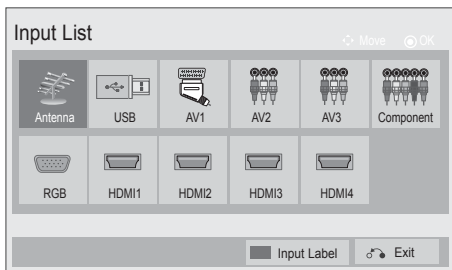 Input List
Move OK
Antenna USB AV1 AV2 AV3 Component
RGB HDMI1 HDMI2 HDMI3 HDMI4
Input Label Exit